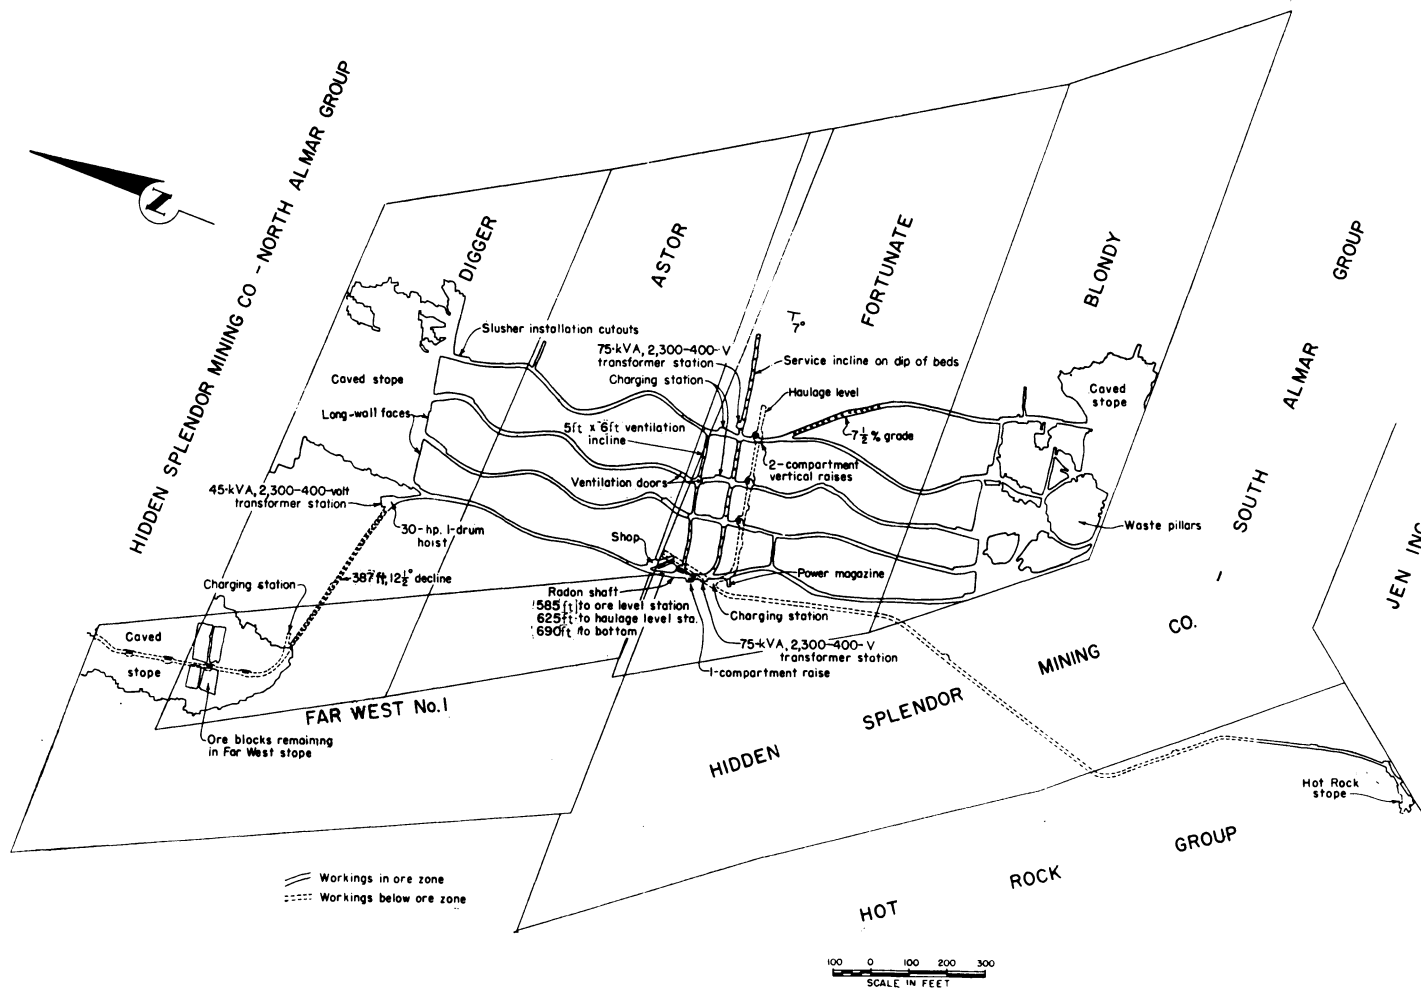 HIDDEN SPLENDOR MINING CO - NORTH ALMAR GROUP
N
DIGGER
ASTOR
FORTUNATE
BLONDY
SOUTH ALMAR GROUP
JEN INC
Slusher installation cutouts
75-kVA, 2,300-400-V
transformer station
Charging station
7°
Service incline on dip of beds
Haulage level
Caved stope
Long-wall faces
5ft x 6ft ventilation
incline
7½% grade
Caved
stope
2-compartment
vertical raises
Ventilation doors
45-kVA, 2,300-400-volt
transformer station
30-hp. 1-drum
hoist
Waste pillars
Shop
387 ft, 12½° decline
Charging station
Power magazine
Radon shaft
585 ft to ore level station
625 ft to haulage level sta.
690 ft to bottom
Charging station
75-kVA, 2,300-400-V
transformer station
1-compartment raise
Caved
stope
FAR WEST No.1
Ore blocks remaining
in Far West stope
HIDDEN SPLENDOR MINING CO. -
Hot Rock
stope
HOT ROCK GROUP
Workings in ore zone
Workings below ore zone
100 0 100 200 300
SCALE IN FEET